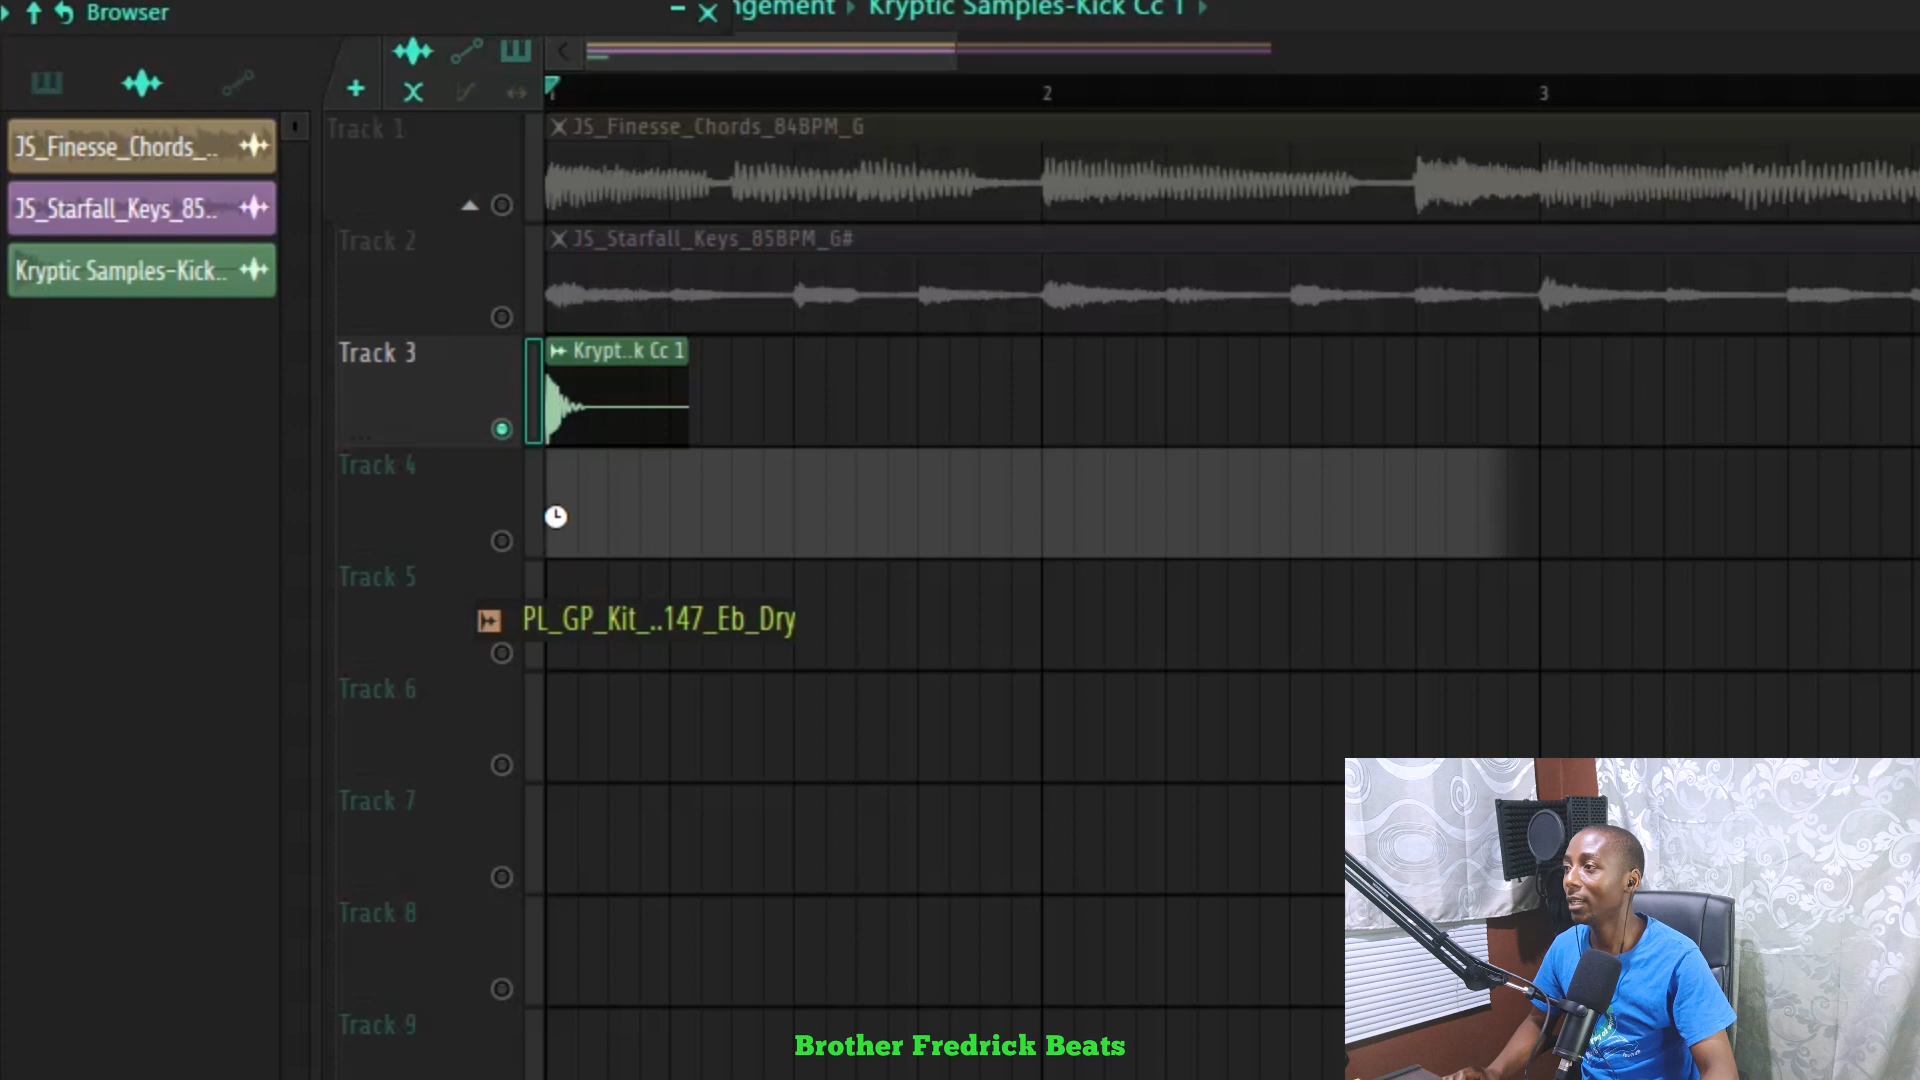 Browser
Kryptic Samples-Kick Cc 1
2
3
JS_Finesse_Chords_..
Track 1
JS_Finesse_Chords_84BPM_G
JS_Starfall_Keys_85..
Track 2
JS_Starfall_Keys_85BPM_G#
Kryptic Samples-Kick..
Track 3
Krypt..k Cc 1
Track 4
Track 5
PL_GP_Kit_..147_Eb_Dry
Track 6
Track 7
Track 8
Track 9
Brother Fredrick Beats